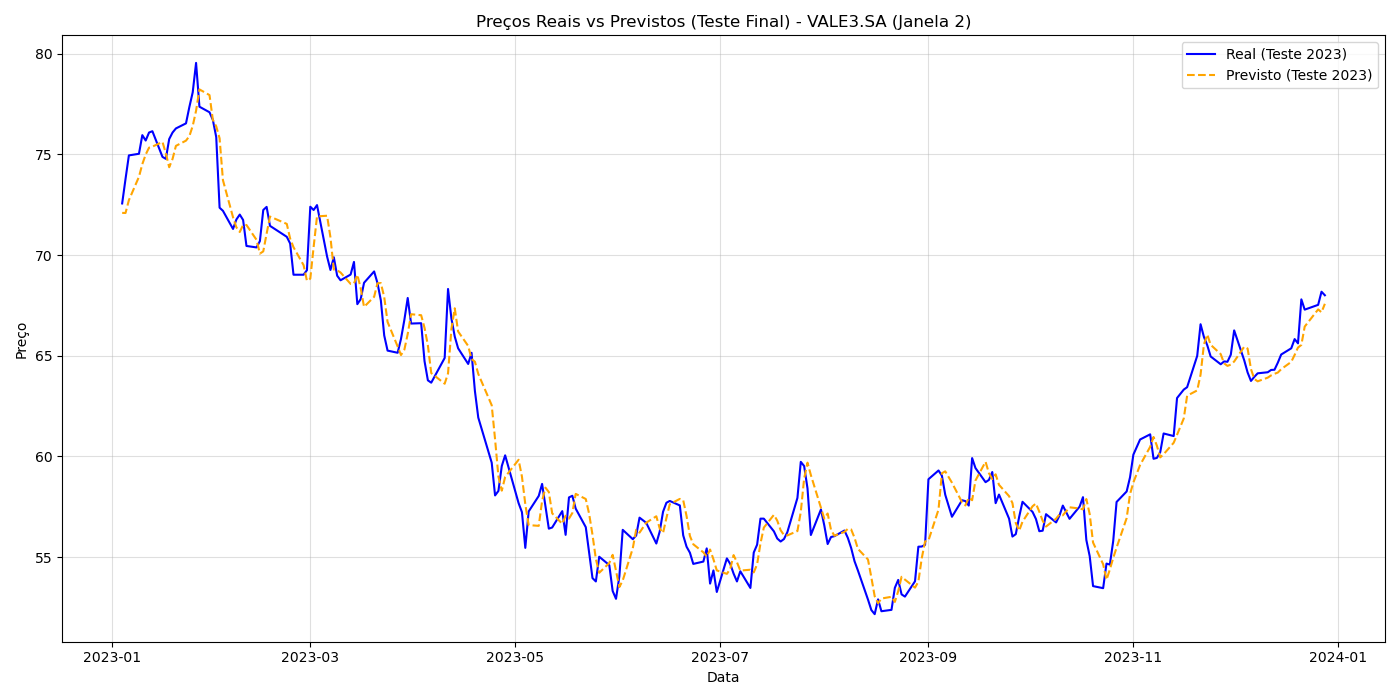 Preços Reais vs Previstos (Teste Final) - VALE3.SA (Janela 2)
Real (Teste 2023)
Previsto (Teste 2023)
Preço
80
75
70
65
60
55
2023-01 2023-03 2023-05 2023-07 2023-09 2023-11 2024-01
Data